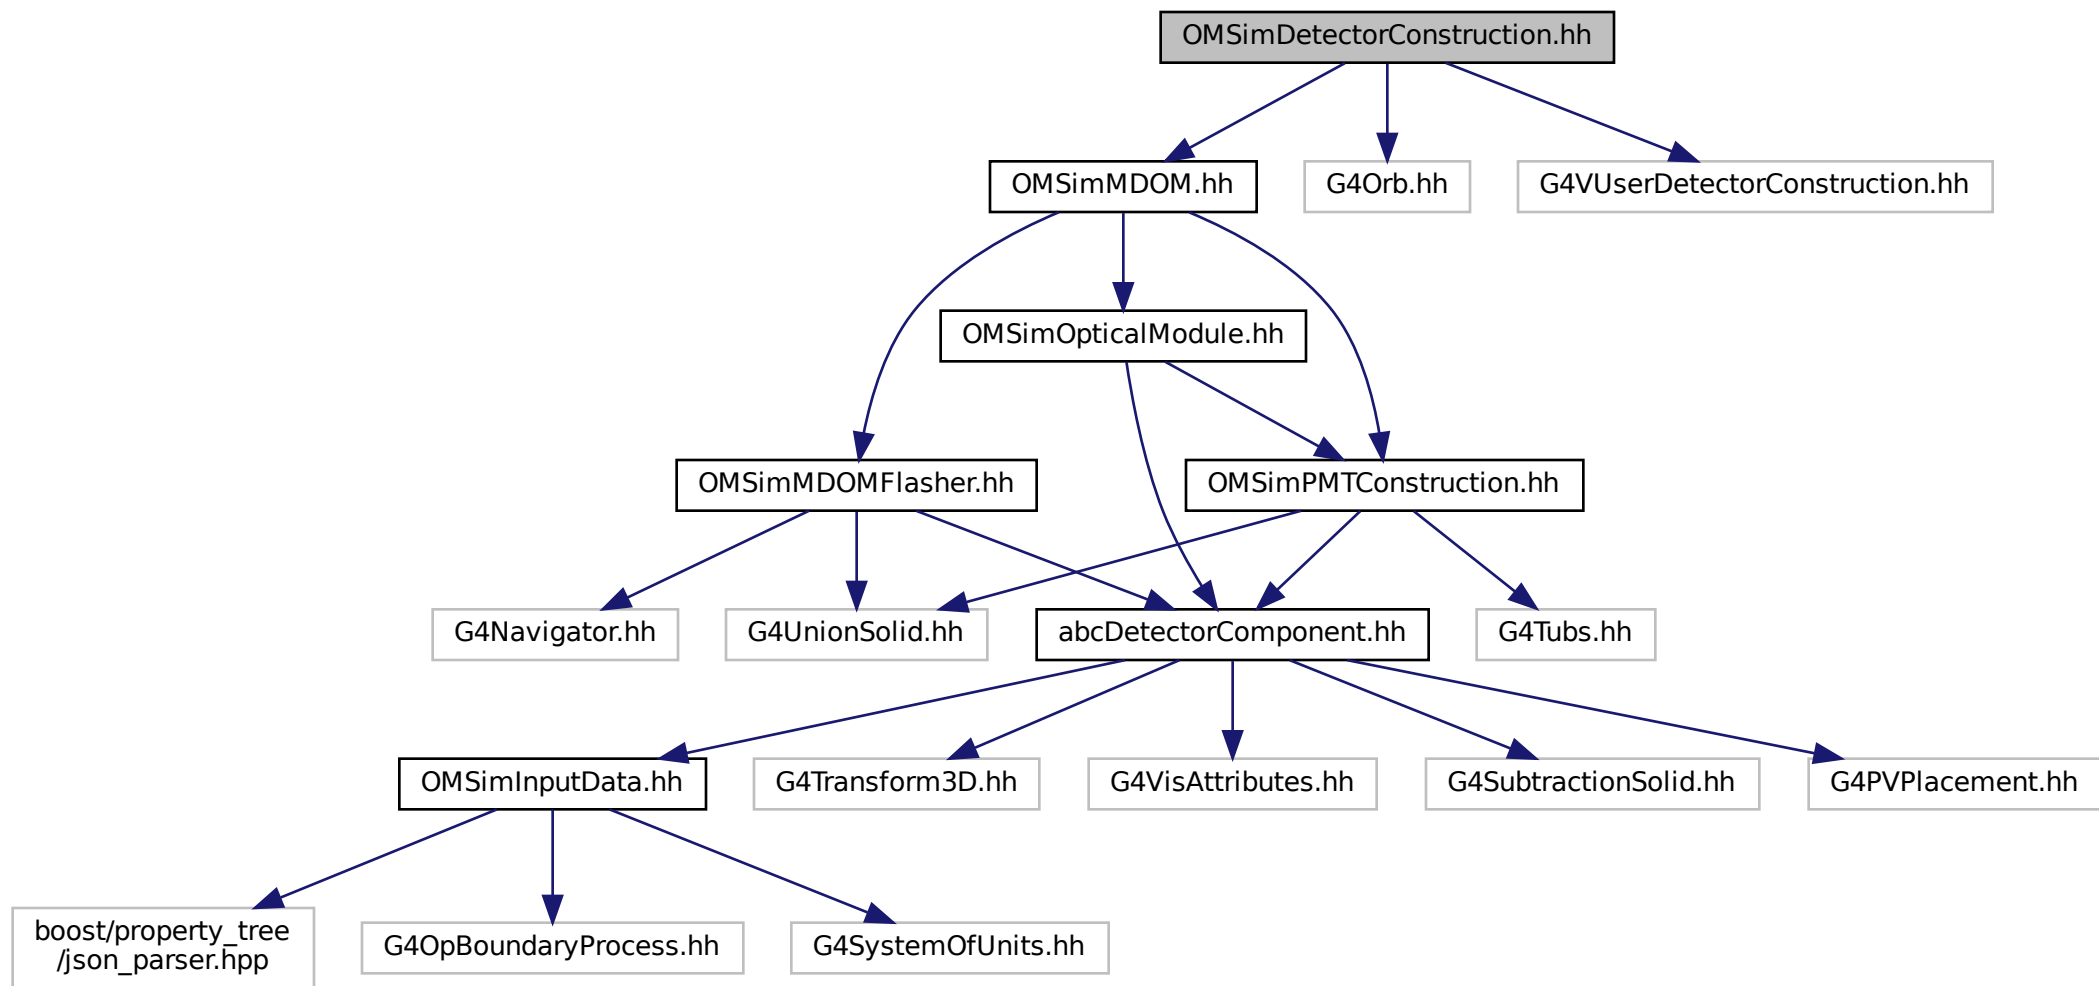 OMSimDetectorConstruction.hh
OMSimMDOM.hh
G4Orb.hh
G4VUserDetectorConstruction.hh
OMSimOpticalModule.hh
OMSimMDOMFlasher.hh
OMSimPMTConstruction.hh
G4Navigator.hh
G4UnionSolid.hh
abcDetectorComponent.hh
G4Tubs.hh
OMSimInputData.hh
G4Transform3D.hh
G4VisAttributes.hh
G4SubtractionSolid.hh
G4PVPlacement.hh
boost/property_tree
/json_parser.hpp
G4OpBoundaryProcess.hh
G4SystemOfUnits.hh